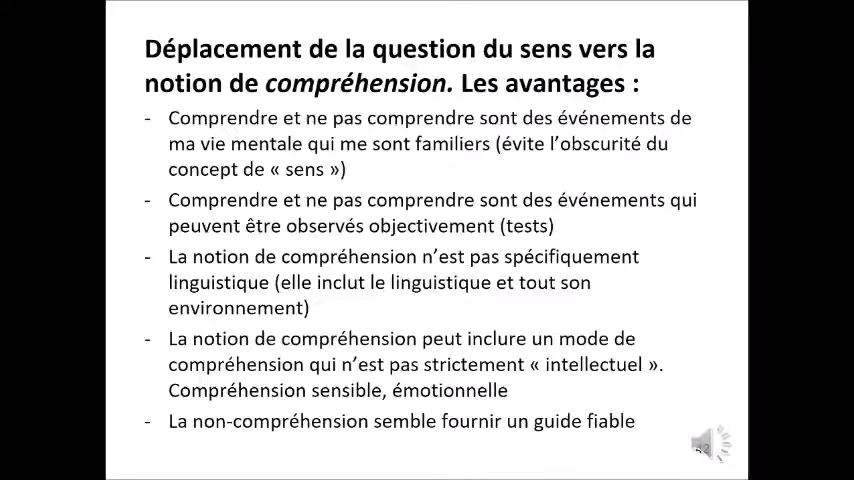 Déplacement de la question du sens vers la
notion de compréhension. Les avantages :
- Comprendre et ne pas comprendre sont des événements de
ma vie mentale qui me sont familiers (évite l'obscurité du
concept de « sens »)
- Comprendre et ne pas comprendre sont des événements qui
peuvent être observés objectivement (tests)
- La notion de compréhension n'est pas spécifiquement
linguistique (elle inclut le linguistique et tout son
environnement)
- La notion de compréhension peut inclure un mode de
compréhension qui n'est pas strictement « intellectuel ».
Compréhension sensible, émotionnelle
- La non-compréhension semble fournir un guide fiable